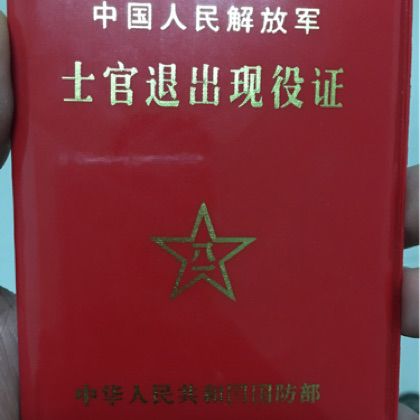 中国人民解放军
士官退出现役证
八一
中华人民共和国国防部